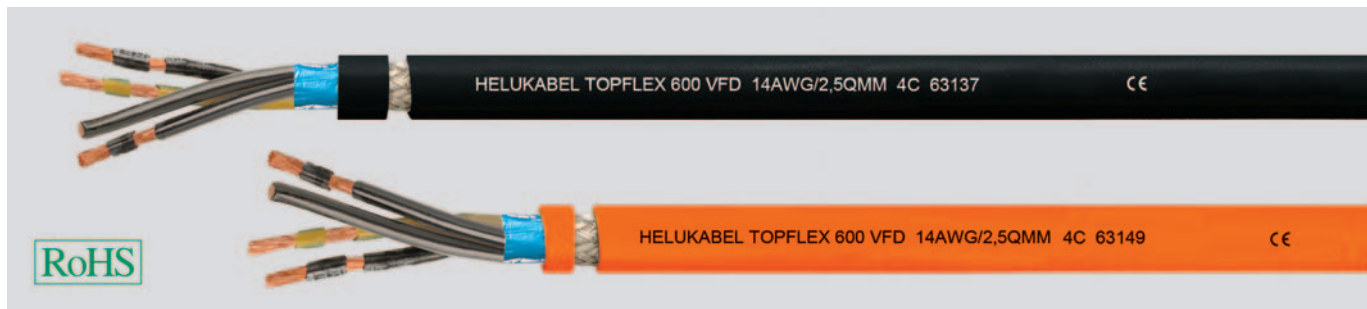 HELUKABEL TOPFLEX 600 VFD 14AWG/2,5QMM 4C 63137 CE
HELUKABEL TOPFLEX 600 VFD 14AWG/2,5QMM 4C 63149 CE
RoHS